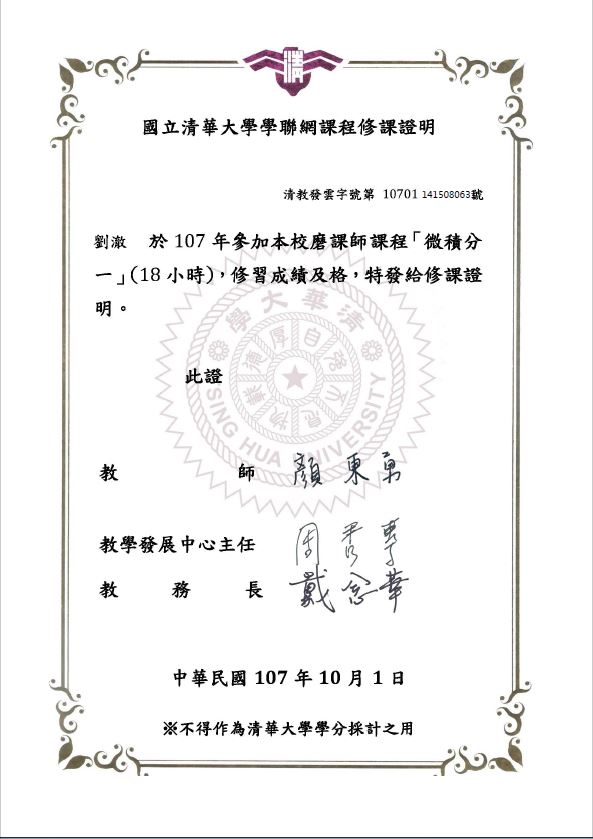 清
國立清華大學學聯網課程修課證明
清教發雲字號第 10701 141508063號
劉澈 於 107 年參加本校磨課師課程「微積分
一」(18 小時)，修習成績及格，特發給修課證
明。
國立清華大學
自強不息
厚德載物
TSING HUA UNIVERSITY
此證
教 師 顏東勇
教學發展中心主任 周
教 務 長 戴念華
中華民國 107 年 10 月 1 日
※不得作為清華大學學分採計之用